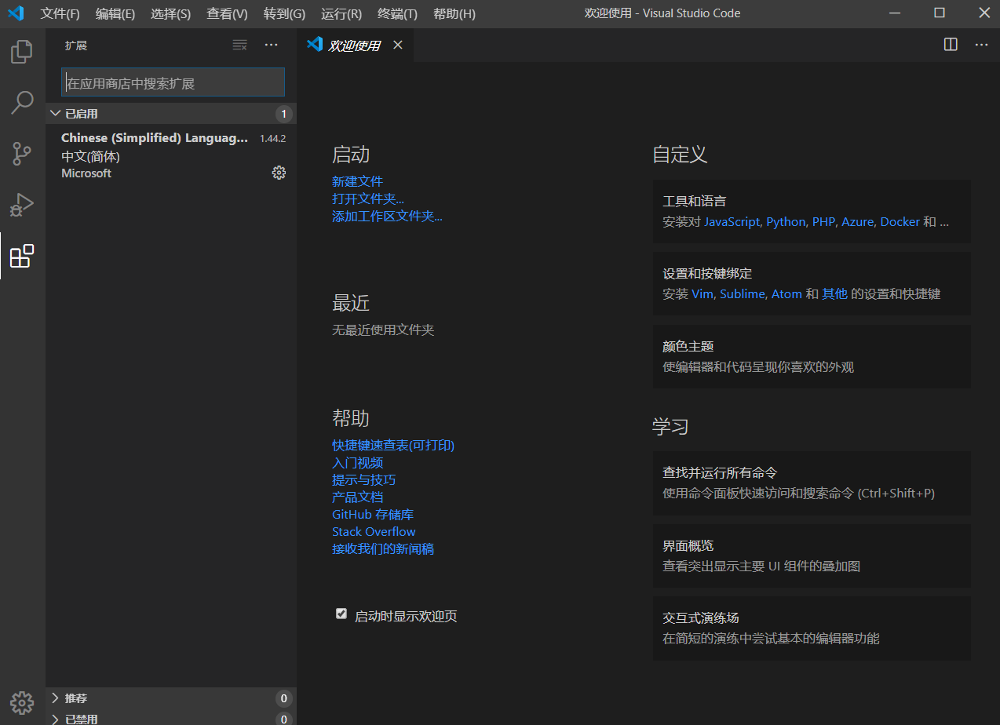 文件(F) 编辑(E) 选择(S) 查看(V) 转到(G) 运行(R) 终端(T) 帮助(H) 欢迎使用 - Visual Studio Code
扩展
在应用商店中搜索扩展
已启用 1
Chinese (Simplified) Languag... 1.44.2
中文(简体)
Microsoft
推荐 0
已禁用 0
欢迎使用
启动
新建文件
打开文件夹...
添加工作区文件夹...
最近
无最近使用文件夹
帮助
快捷键速查表(可打印)
入门视频
提示与技巧
产品文档
GitHub 存储库
Stack Overflow
接收我们的新闻稿
启动时显示欢迎页
自定义
工具和语言
安装对 JavaScript, Python, PHP, Azure, Docker 和 ...
设置和按键绑定
安装 Vim, Sublime, Atom 和 其他 的设置和快捷键
颜色主题
使编辑器和代码呈现你喜欢的外观
学习
查找并运行所有命令
使用命令面板快速访问和搜索命令 (Ctrl+Shift+P)
界面概览
查看突出显示主要 UI 组件的叠加图
交互式演练场
在简短的演练中尝试基本的编辑器功能